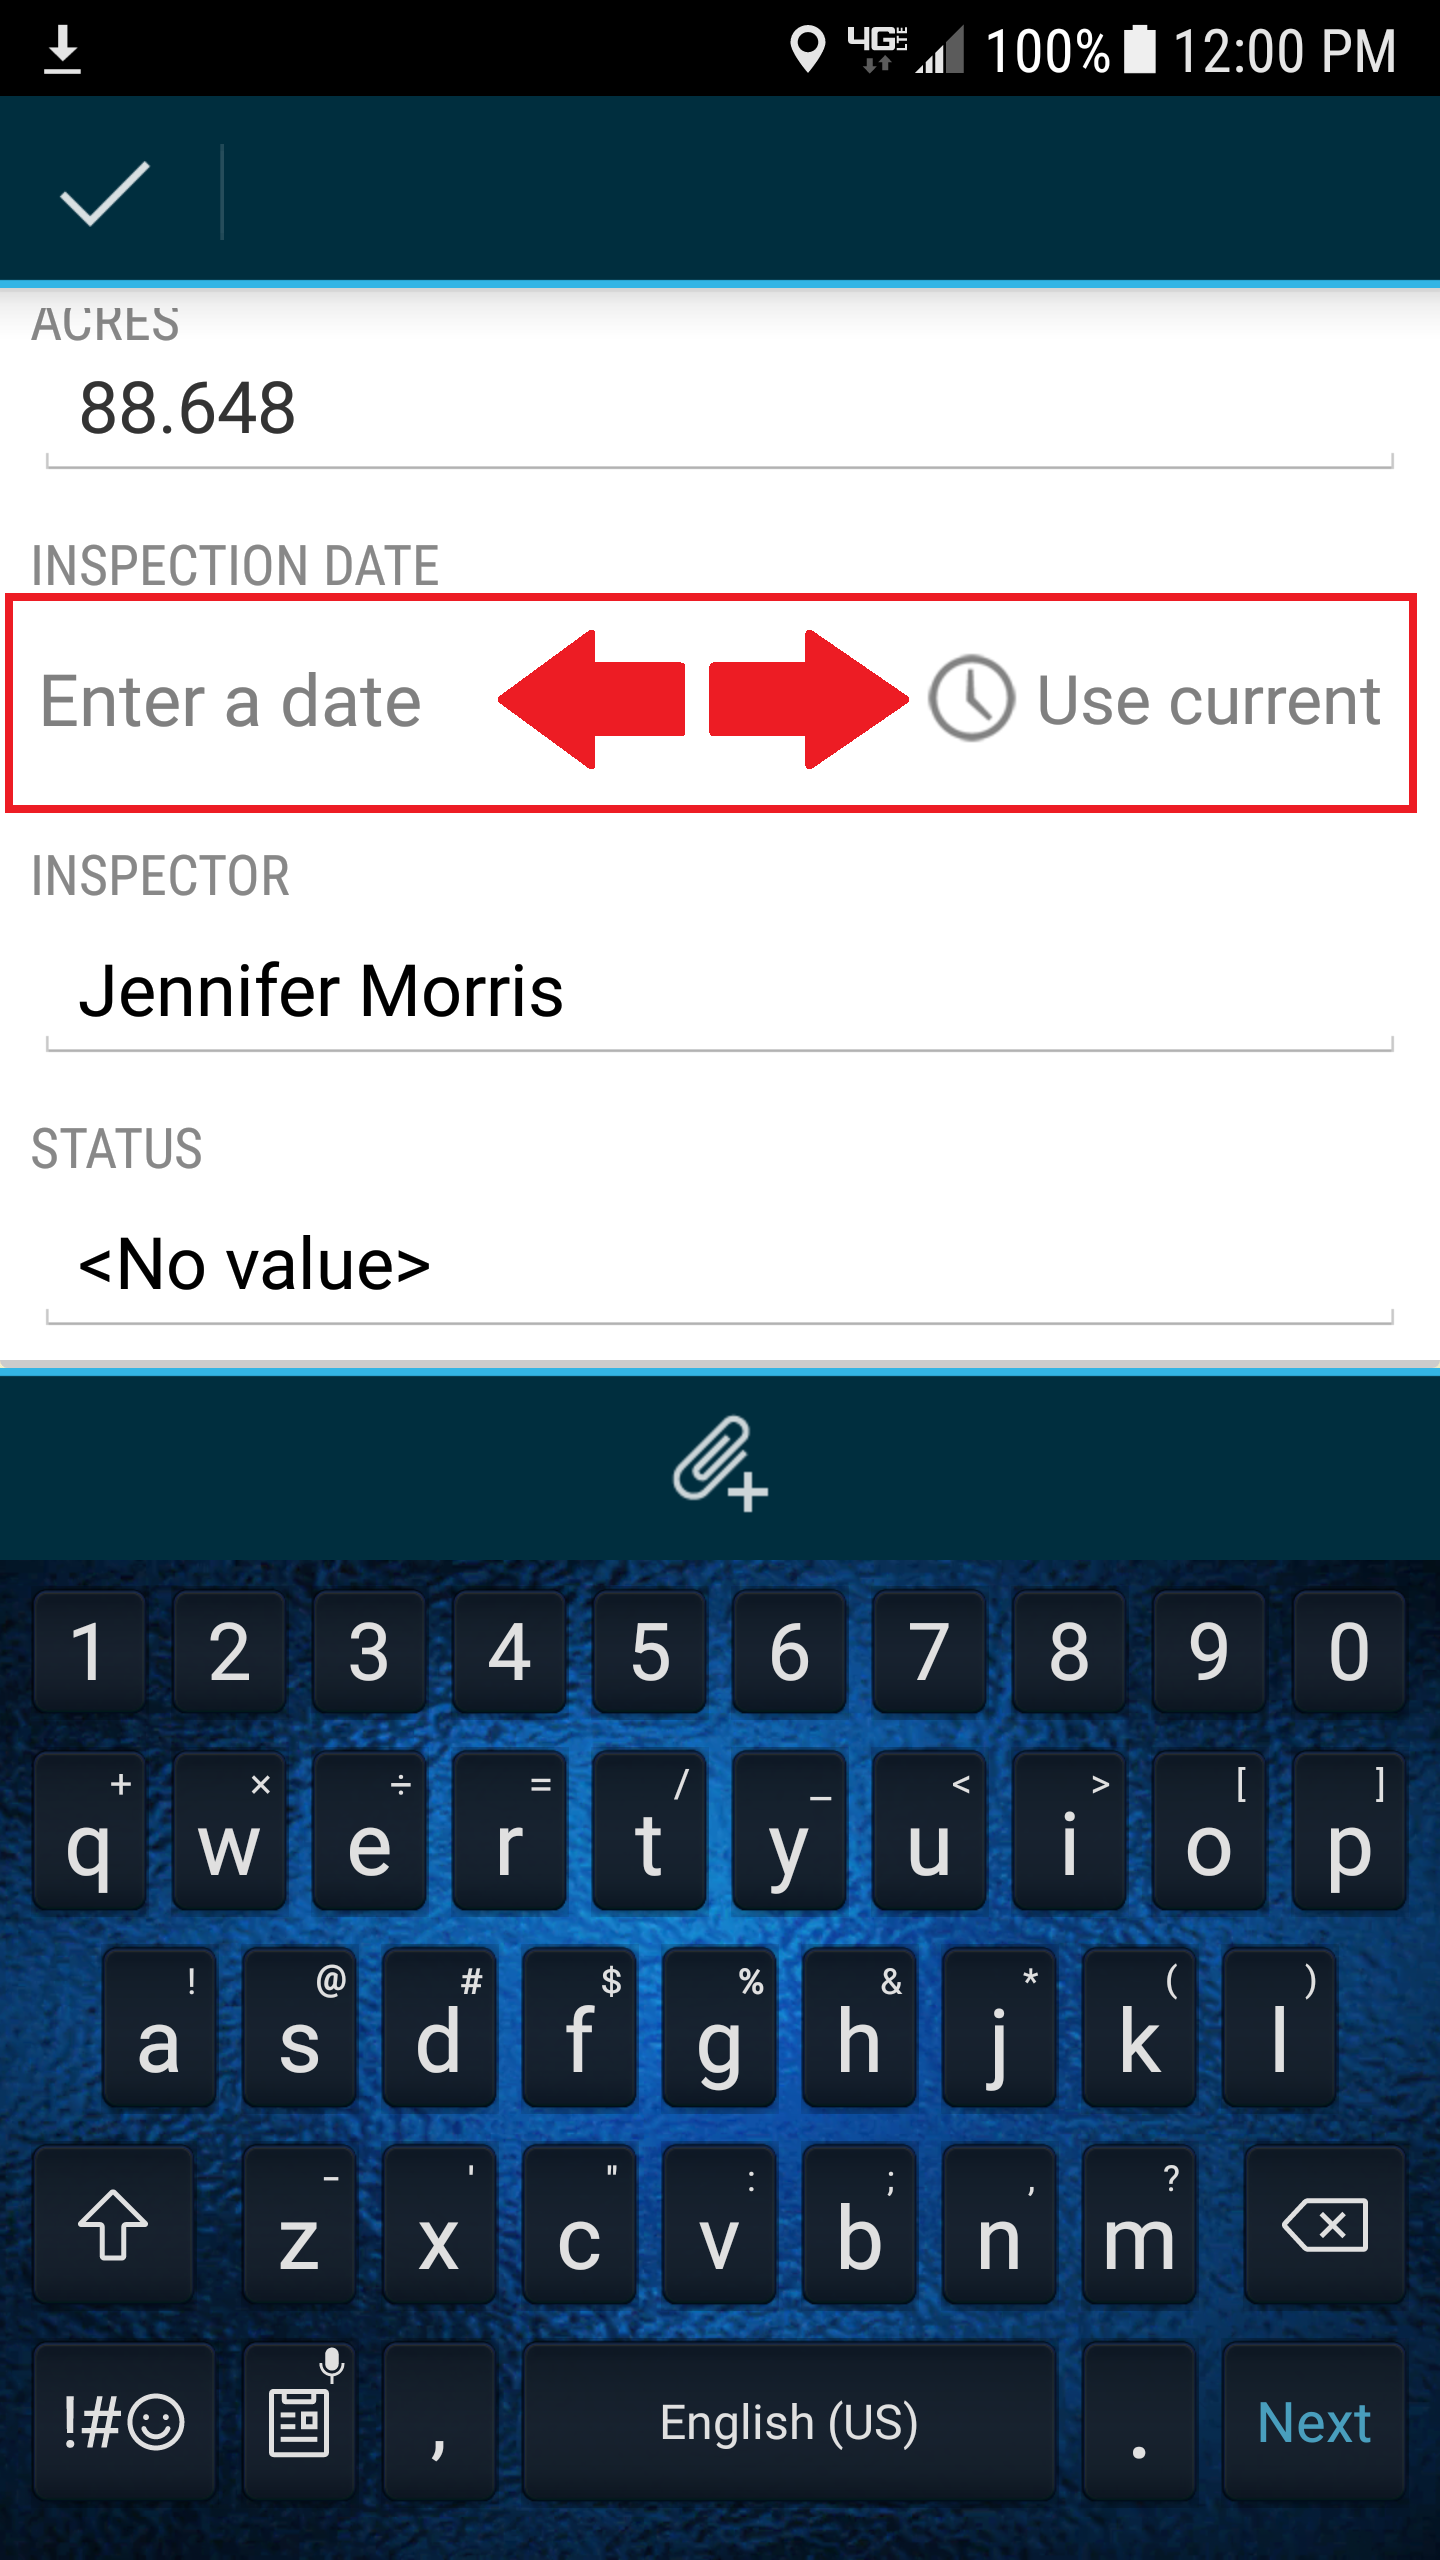 4G LTE 100% 12:00 PM
ACRES
88.648
INSPECTION DATE
Enter a date Use current
INSPECTOR
Jennifer Morris
STATUS
<No value>
1 2 3 4 5 6 7 8 9 0
+ × ÷ = / _ < > [ ]
q w e r t y u i o p
! @ # $ % & * ( )
a s d f g h j k l
- ' " : ; , ?
z x c v b n m
!#☺ , English (US) . Next